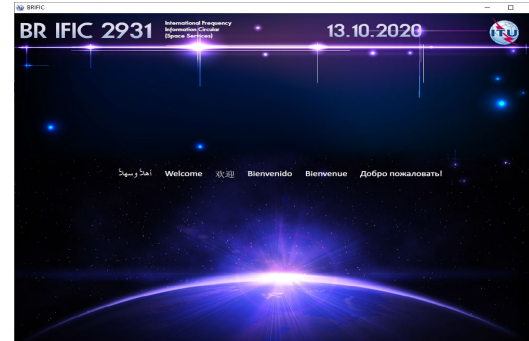 BRIFIC
BR IFIC 2931
International Frequency
Information Circular
(Space Services)
13.10.2020
ITU
أهلاً وسهلاً Welcome 欢迎 Bienvenido Bienvenue Добро пожаловать!